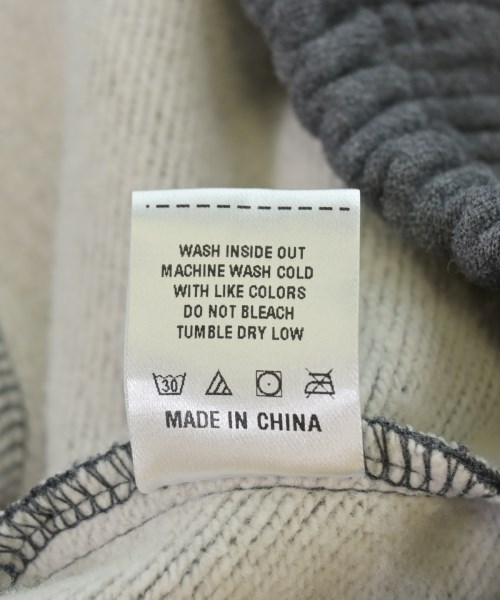 WASH INSIDE OUT
MACHINE WASH COLD
WITH LIKE COLORS
DO NOT BLEACH
TUMBLE DRY LOW
30
MADE IN CHINA